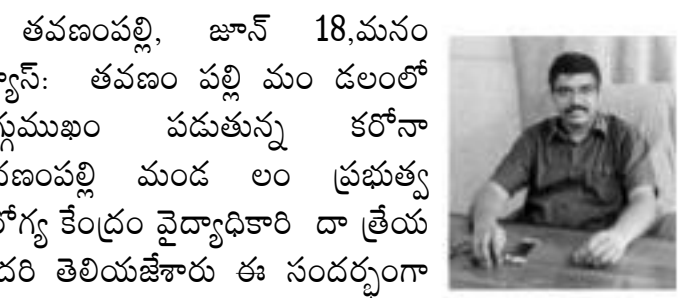 తవణంపల్లి, జూన్ 18,మనం
తవణం పల్లి మం డలంలో
పడుతున్న కరోనా
మండ లం ప్రభుత్వ
కేంద్రం వైద్యాధికారి దా త్రేయ
తెలియజేశారు ఈ సందర్భంగా